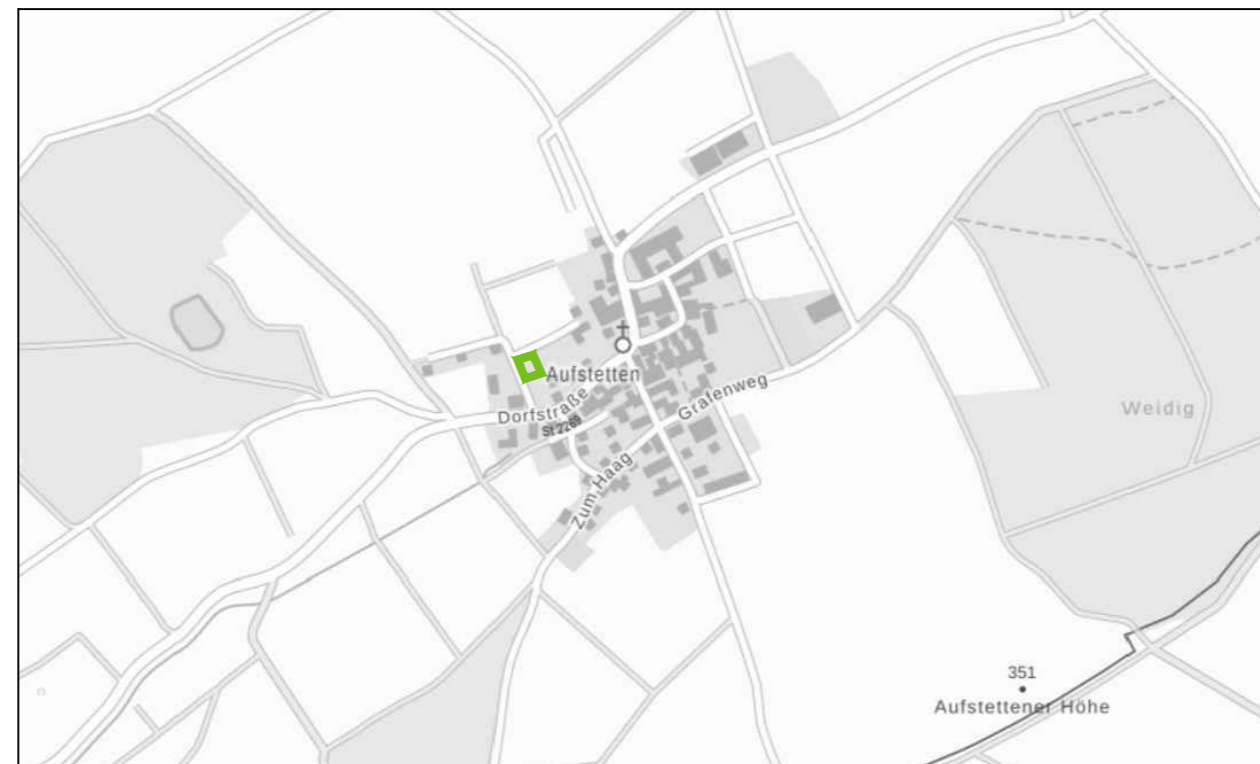 Aufstetten
Dorfstraße
St 2269
Grafenweg
Zum Haag
Weidig
351
Aufstettener Höhe